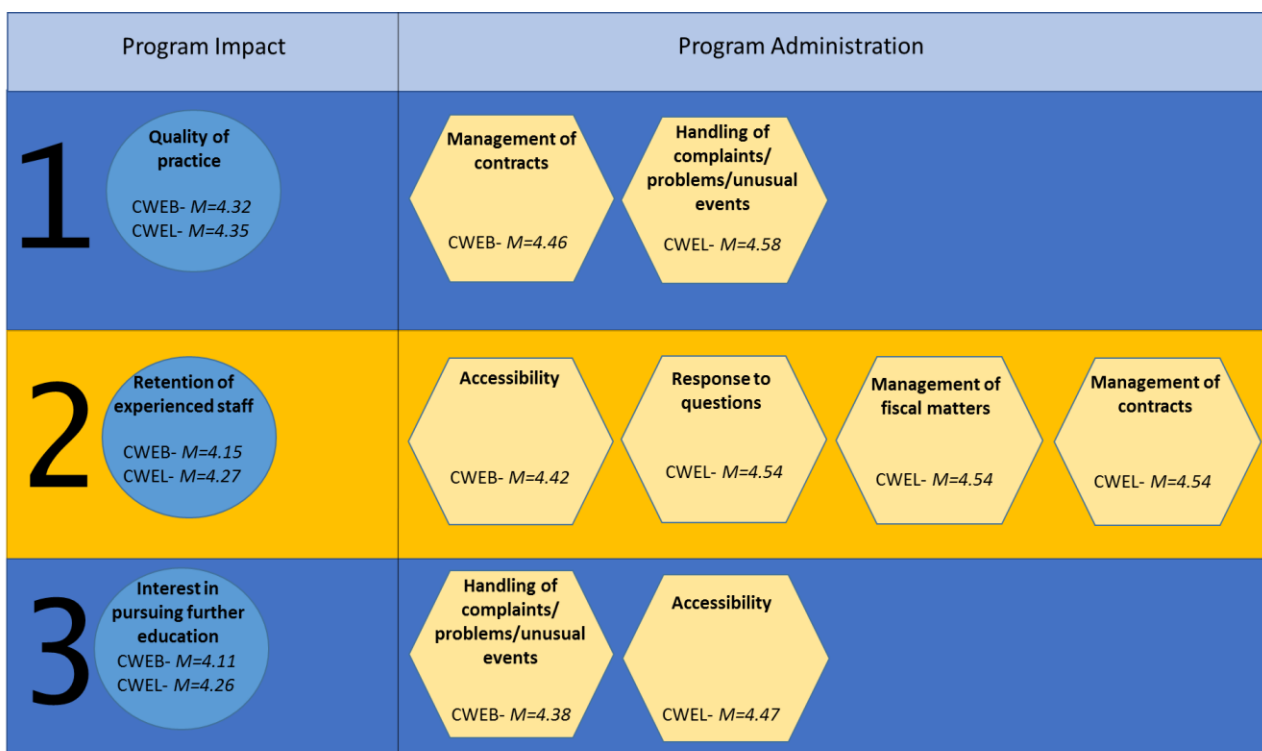 Program Impact
Program Administration
1
Quality of
practice
CWEB- M=4.32
CWEL- M=4.35
Management of
contracts
CWEB- M=4.46
Handling of
complaints/
problems/unusual
events
CWEL- M=4.58
2
Retention of
experienced staff
CWEB- M=4.15
CWEL- M=4.27
Accessibility
CWEB- M=4.42
Response to
questions
CWEL- M=4.54
Management of
fiscal matters
CWEL- M=4.54
Management of
contracts
CWEL- M=4.54
3
Interest in
pursuing further
education
CWEB- M=4.11
CWEL- M=4.26
Handling of
complaints/
problems/unusual
events
CWEB- M=4.38
Accessibility
CWEL- M=4.47